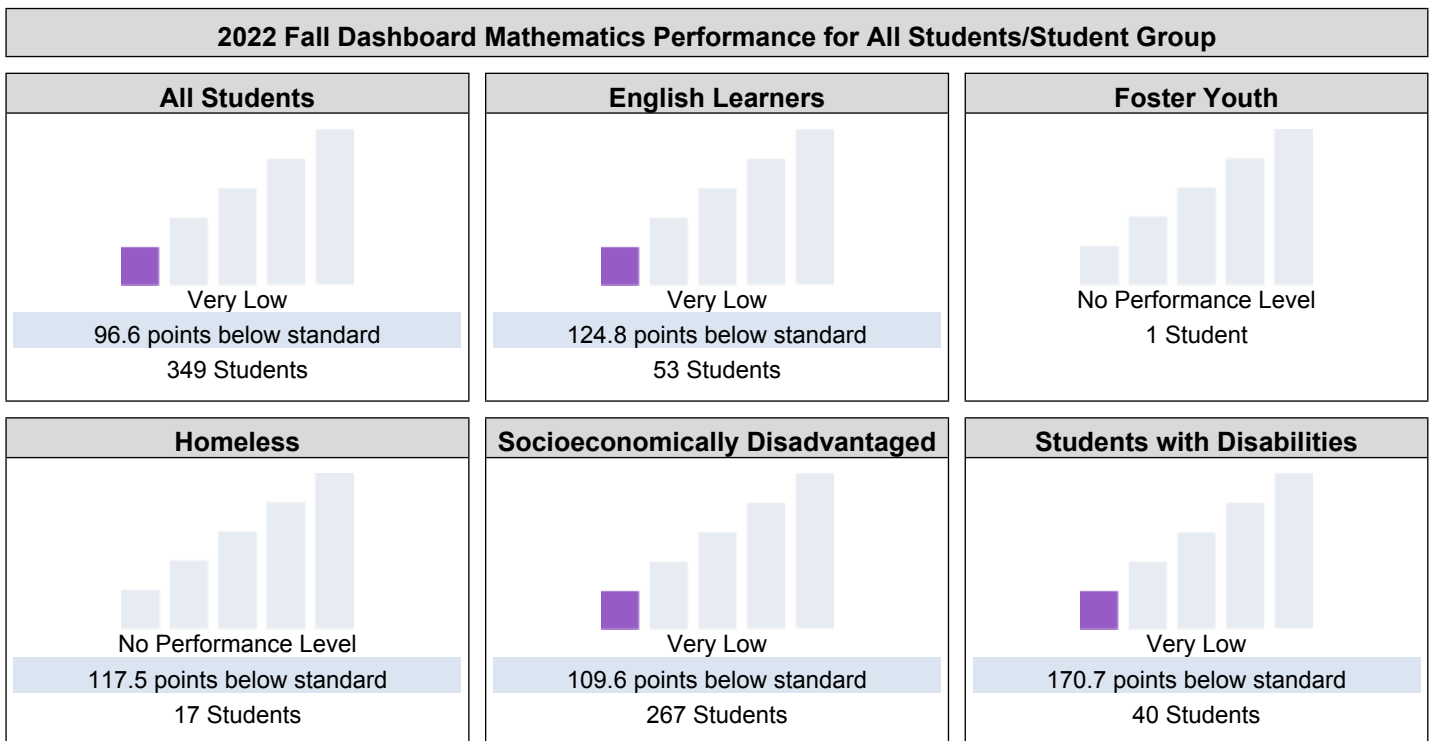 2022 Fall Dashboard Mathematics Performance for All Students/Student Group
All Students
Very Low
96.6 points below standard
349 Students
English Learners
Very Low
124.8 points below standard
53 Students
Foster Youth
No Performance Level
1 Student
Homeless
No Performance Level
117.5 points below standard
17 Students
Socioeconomically Disadvantaged
Very Low
109.6 points below standard
267 Students
Students with Disabilities
Very Low
170.7 points below standard
40 Students